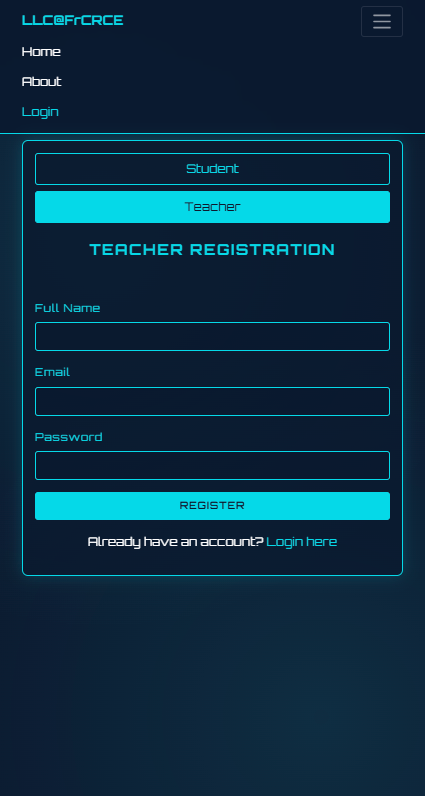 LLC@FrCRCE
Home
About
Login
Student
Teacher
TEACHER REGISTRATION
Full Name
Email
Password
REGISTER
Already have an account? Login here